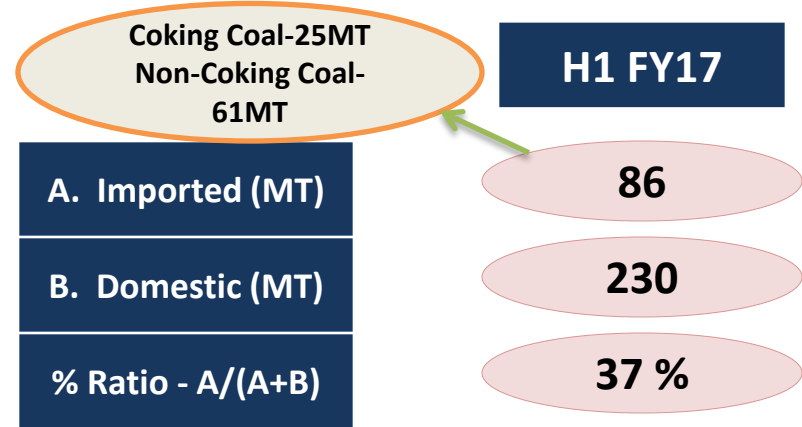 Coking Coal-25MT
Non-Coking Coal-
61MT
H1 FY17
A. Imported (MT)
86
B. Domestic (MT)
230
% Ratio - A/(A+B)
37 %